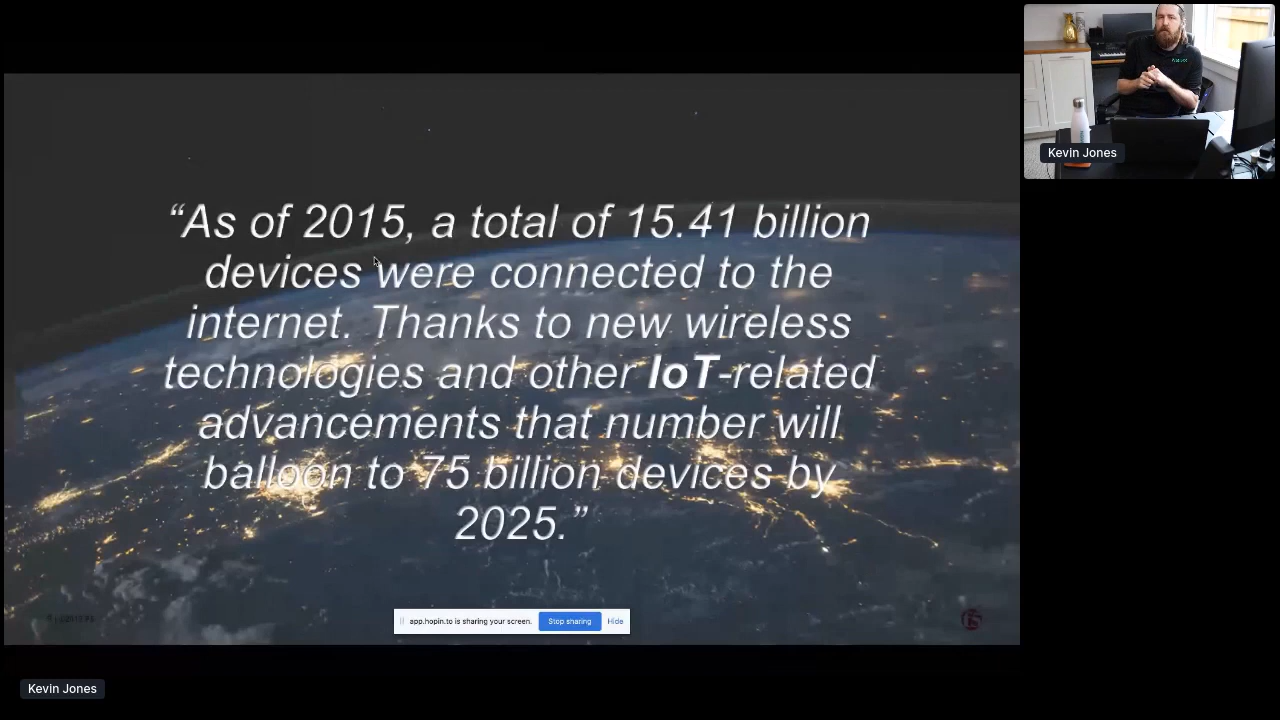 Kevin Jones
“As of 2015, a total of 15.41 billion
devices were connected to the
internet. Thanks to new wireless
technologies and other IoT-related
advancements that number will
balloon to 75 billion devices by
2025.”
app.hopin.to is sharing your screen. Stop sharing Hide
Kevin Jones